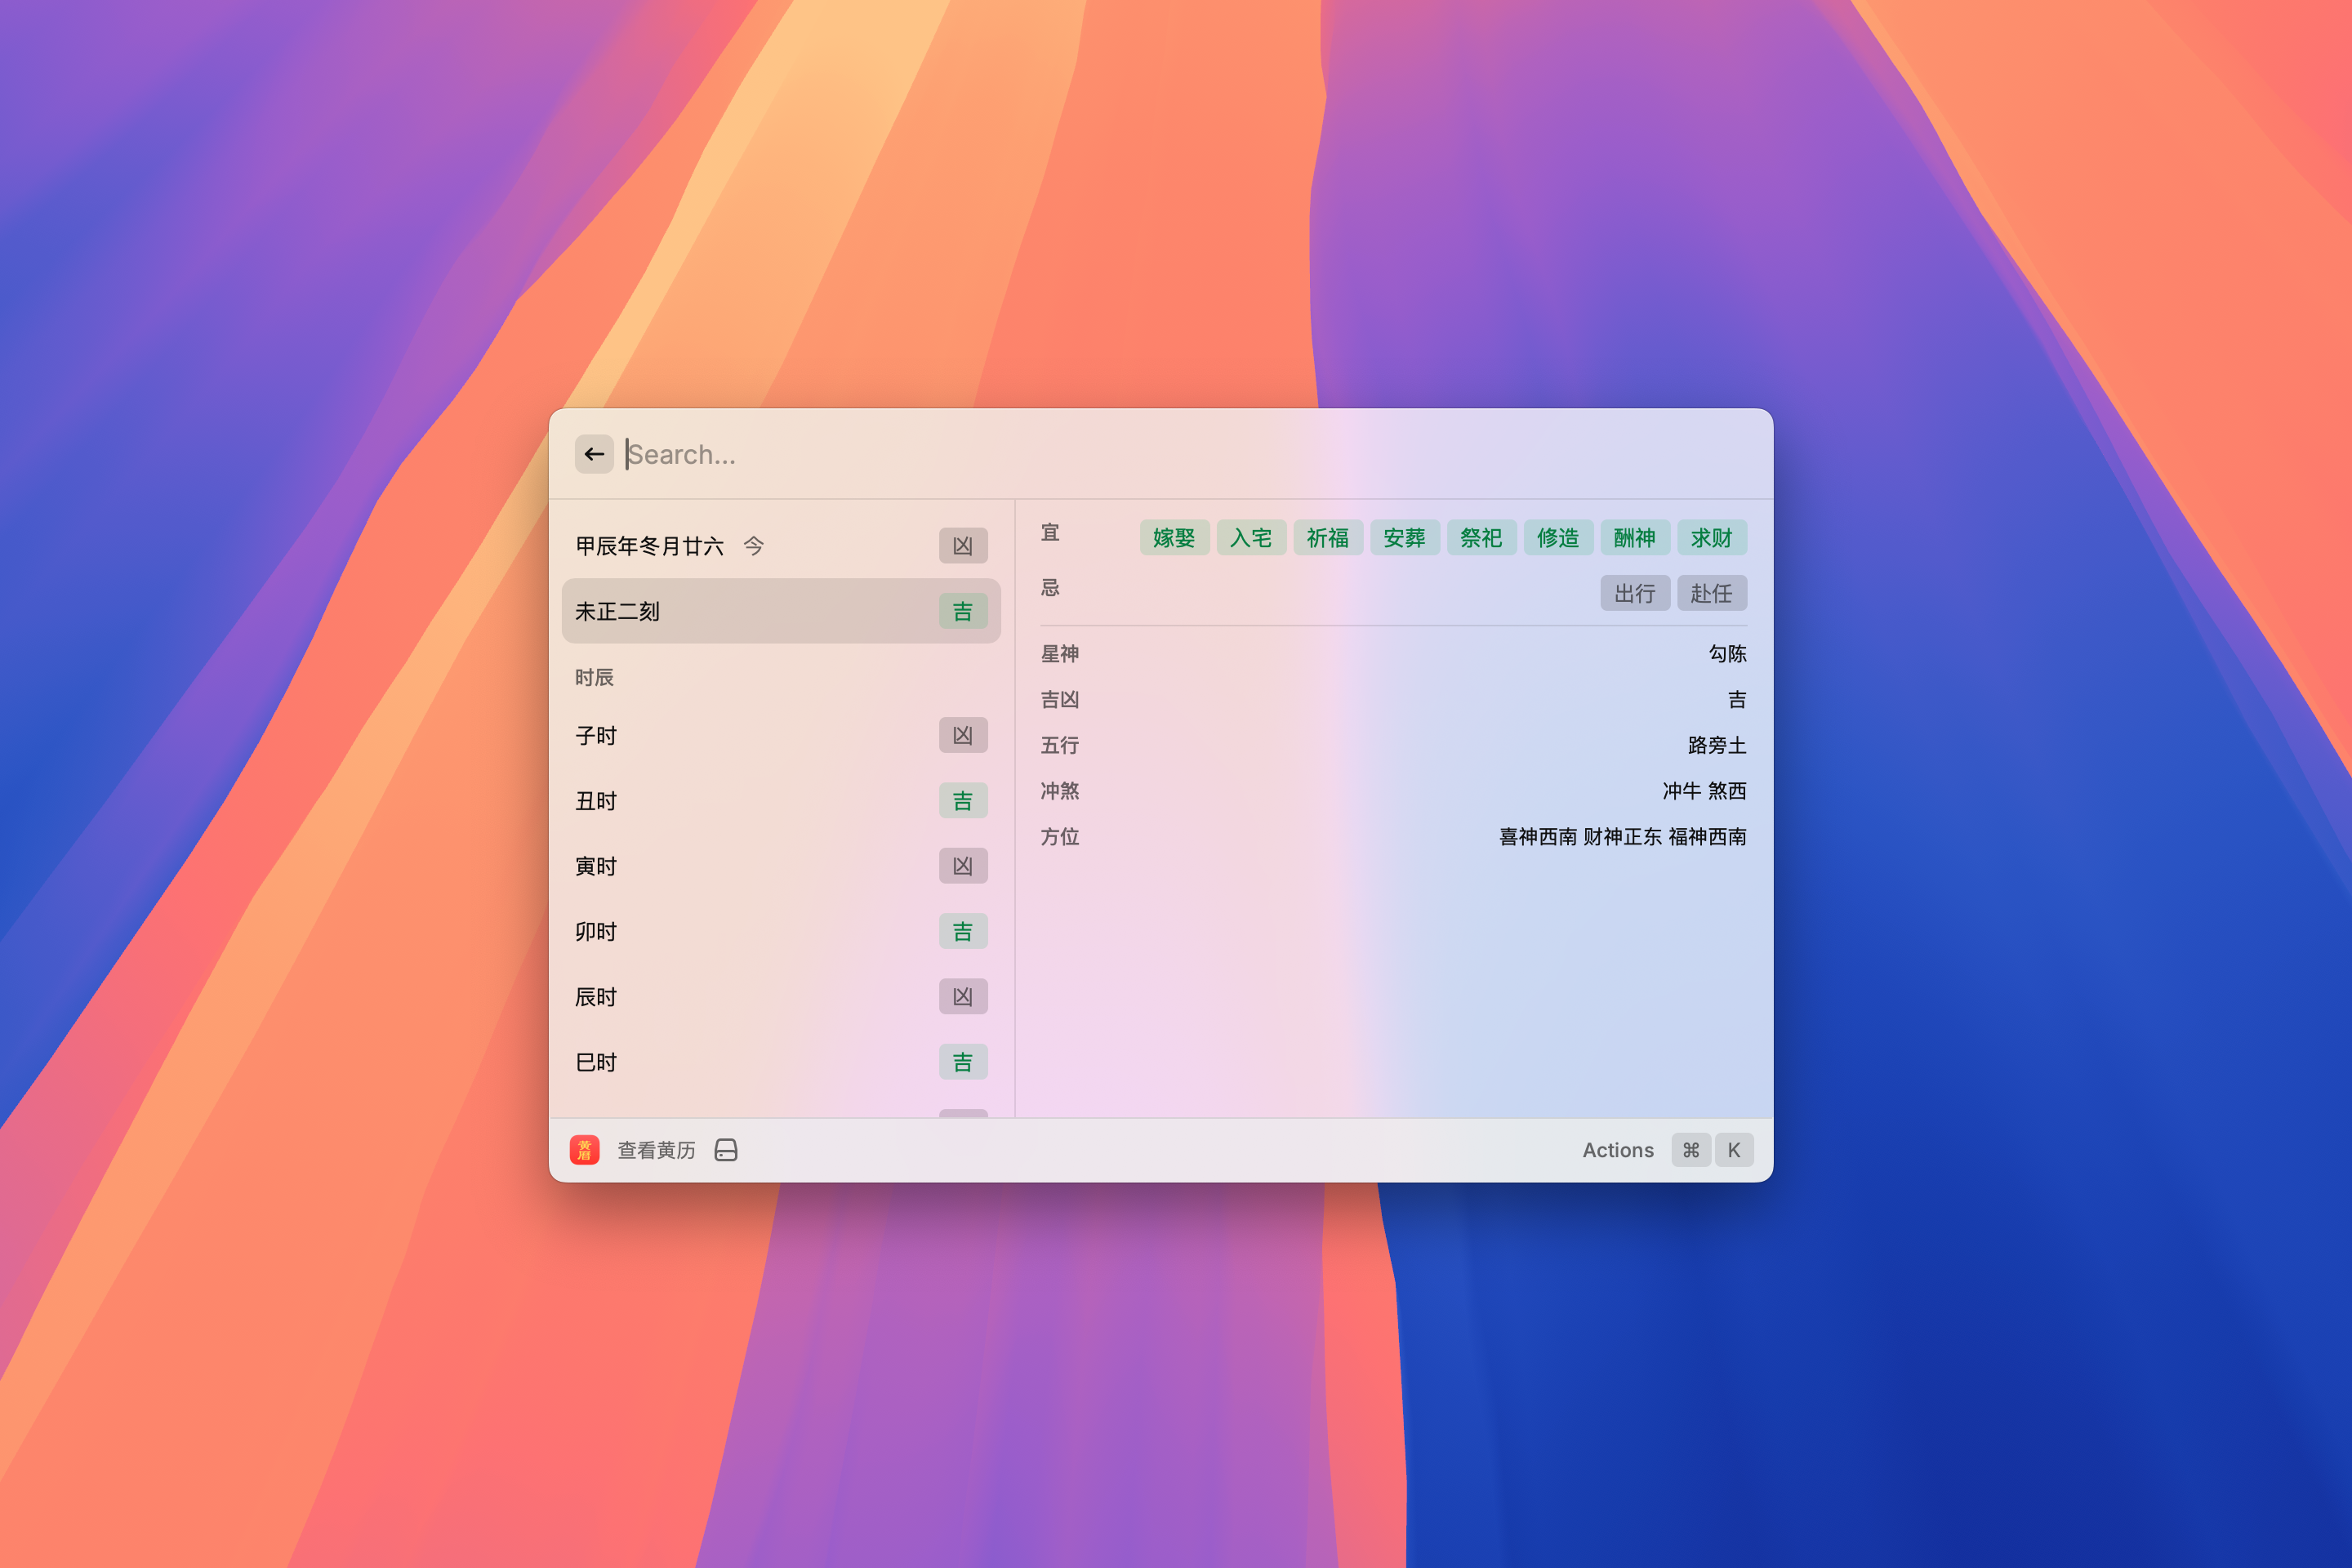 Search...
甲辰年冬月廿六 今 凶
未正二刻 吉
时辰
子时 凶
丑时 吉
寅时 凶
卯时 吉
辰时 凶
巳时 吉
宜 嫁娶 入宅 祈福 安葬 祭祀 修造 酬神 求财
忌 出行 赴任
星神 勾陈
吉凶 吉
五行 路旁土
冲煞 冲牛 煞西
方位 喜神西南 财神正东 福神西南
黄曆 查看黄历 Actions ⌘ K